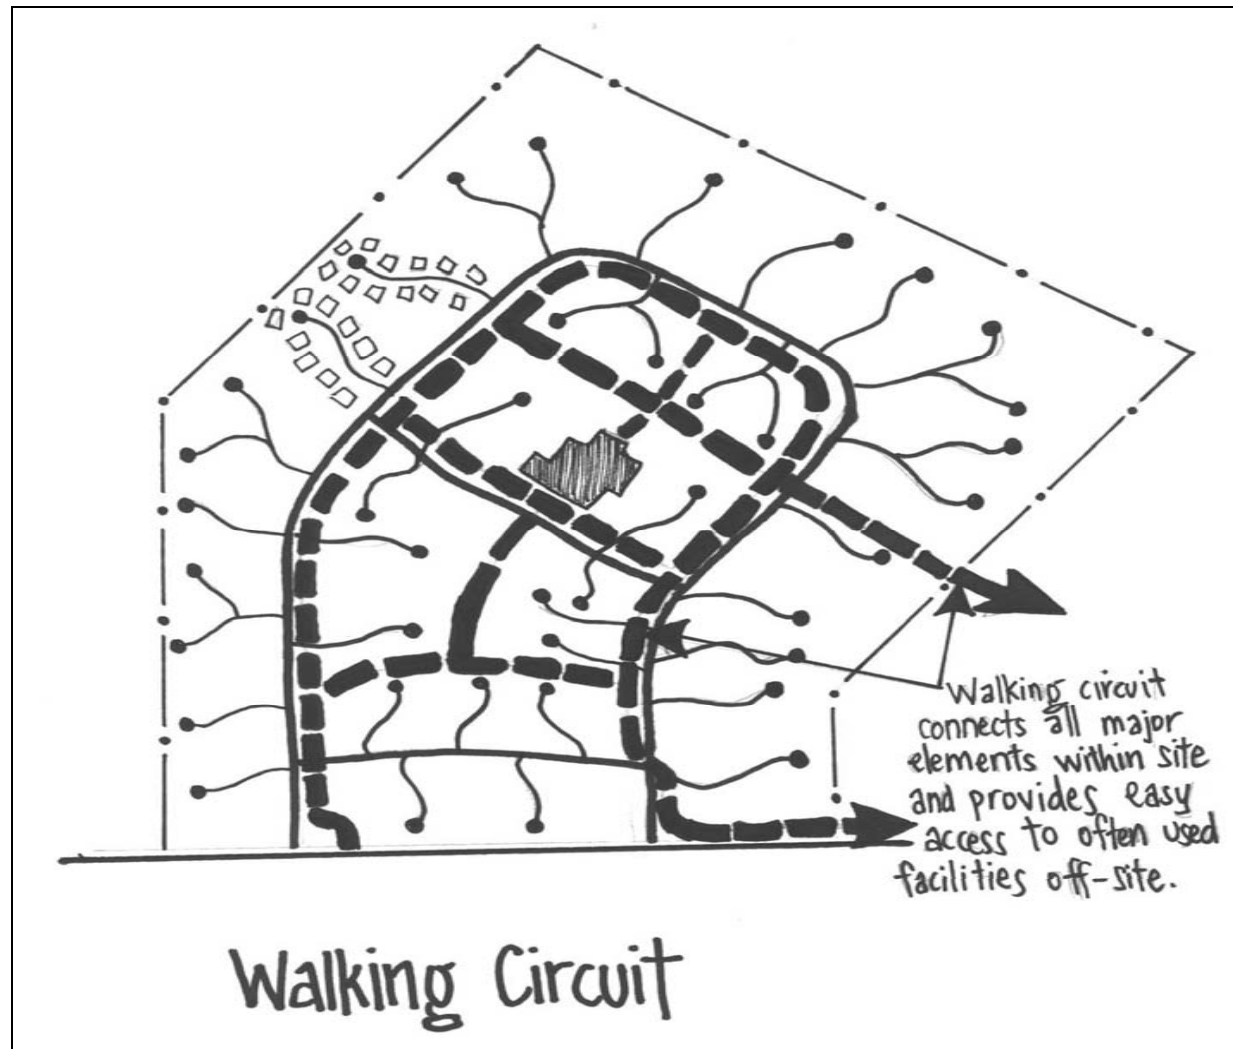 Walking circuit
connects all major
elements within site
and provides easy
access to often used
facilities off-site.
Walking Circuit